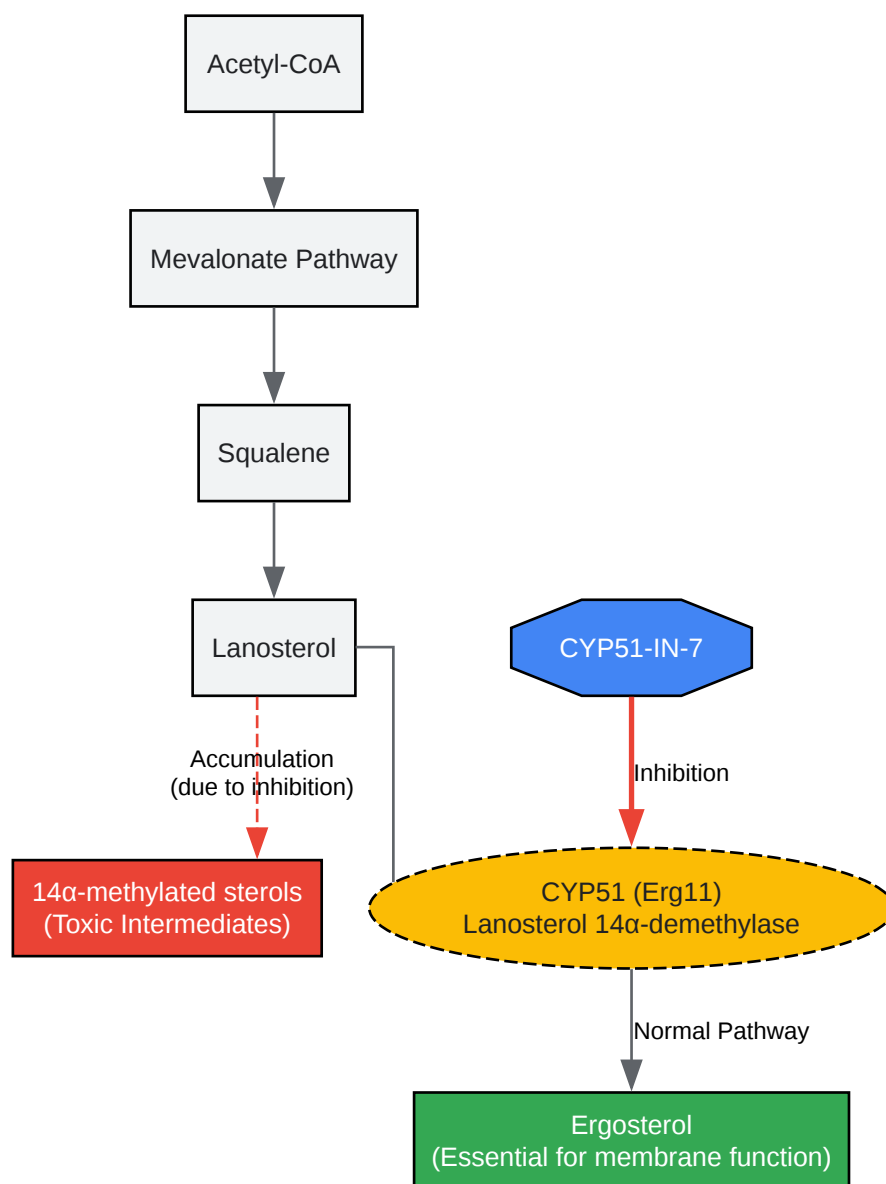 Acetyl-CoA
Mevalonate Pathway
Squalene
Lanosterol
CYP51-IN-7
Accumulation
(due to inhibition)
Inhibition
14α-methylated sterols
(Toxic Intermediates)
CYP51 (Erg11)
Lanosterol 14α-demethylase
Normal Pathway
Ergosterol
(Essential for membrane function)